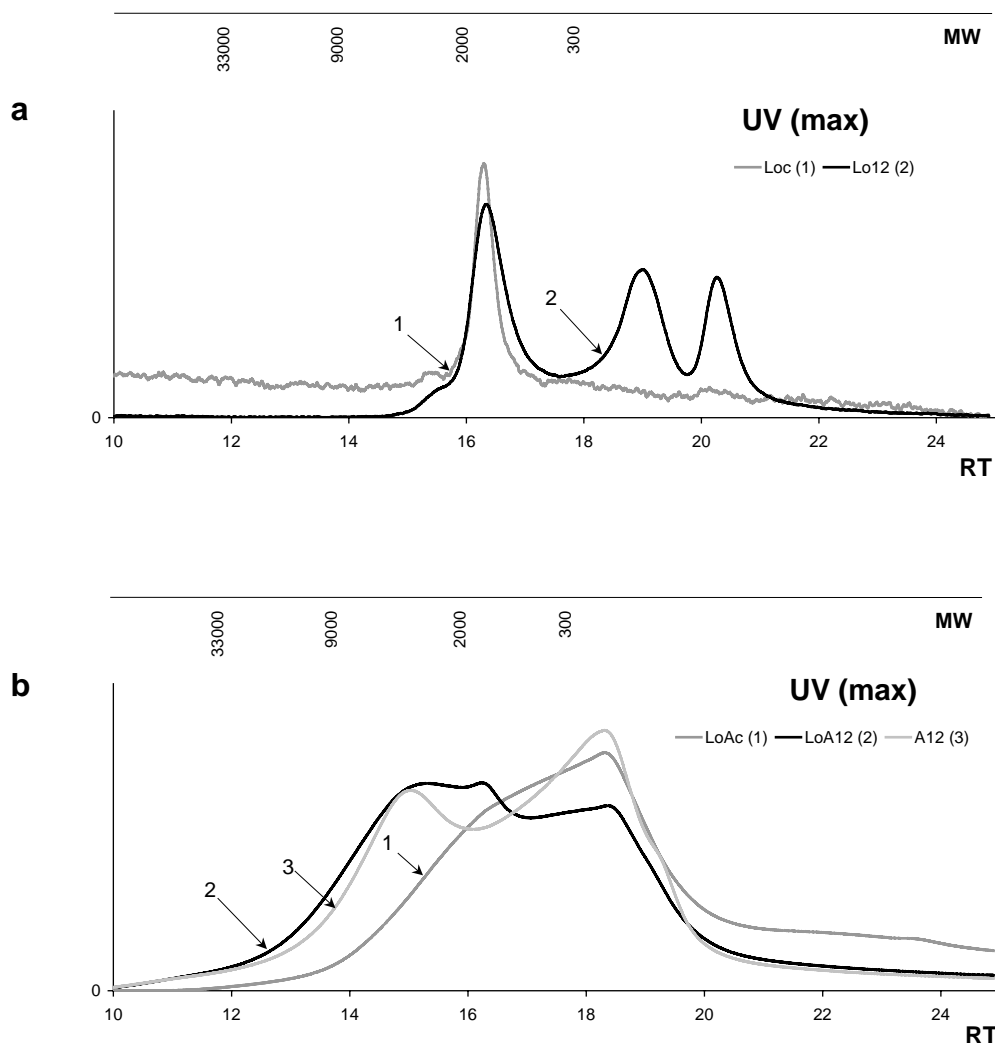 33000 9000 2000 300 MW
a
UV (max)
Loc (1) Lo12 (2)
1
2
0
10 12 14 16 18 20 22 24
RT
33000 9000 2000 300 MW
b
UV (max)
LoAc (1) LoA12 (2) A12 (3)
1
3
2
0
10 12 14 16 18 20 22 24
RT